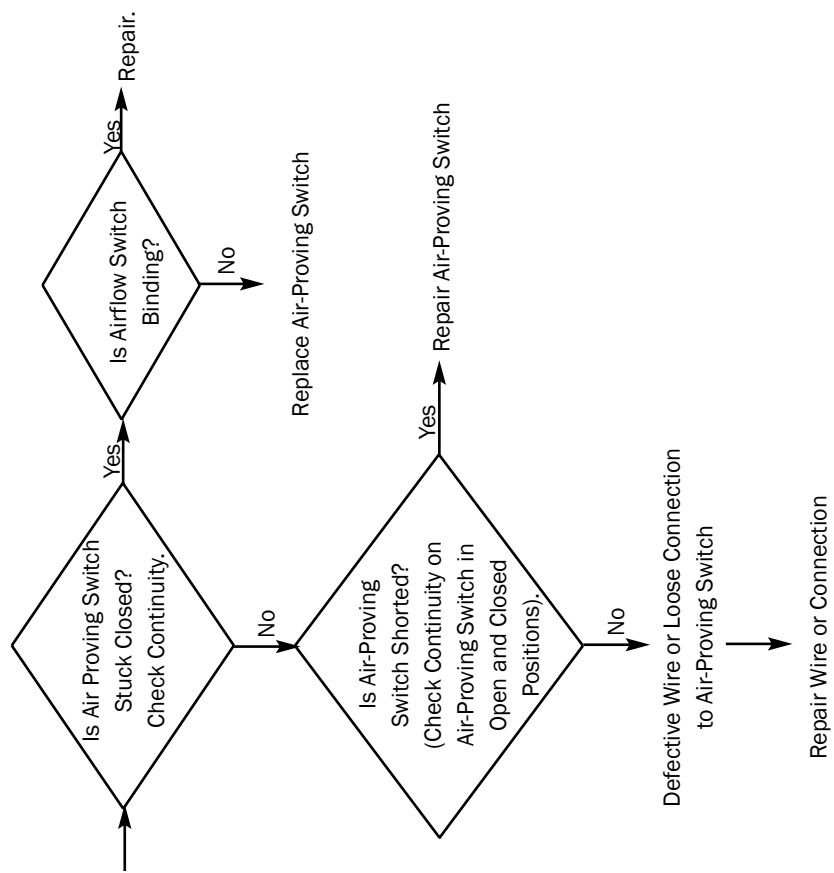 Is Air Proving Switch
Stuck Closed?
Check Continuity.
Yes
Is Airflow Switch
Binding?
Yes
Repair.
No
Replace Air-Proving Switch
No
Is Air-Proving
Switch Shorted?
(Check Continuity on
Air-Proving Switch in
Open and Closed
Positions).
Yes
Repair Air-Proving Switch
No
Defective Wire or Loose Connection
to Air-Proving Switch
Repair Wire or Connection